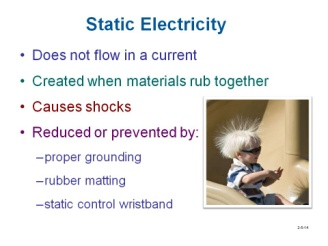 Static Electricity
• Does not flow in a current
• Created when materials rub together
• Causes shocks
• Reduced or prevented by:
–proper grounding
–rubber matting
–static control wristband